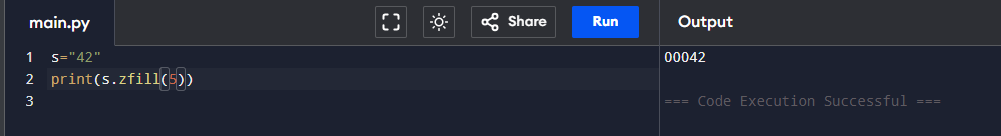 main.py Share Run Output
1 s="42"
2 print(s.zfill(5))
3
00042
=== Code Execution Successful ===